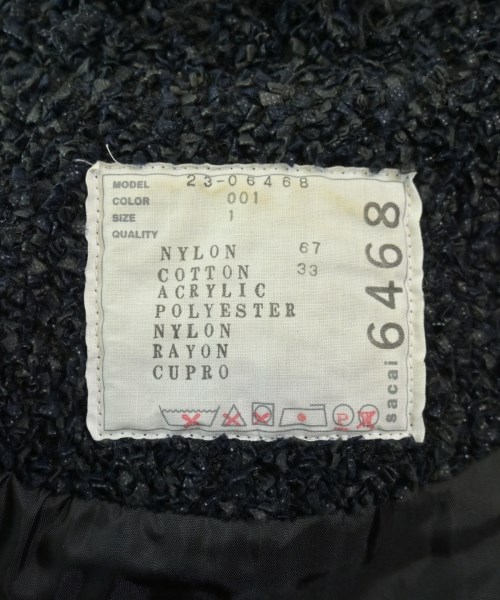 MODEL 23-06468
COLOR 001
SIZE 1
QUALITY
NYLON 67
COTTON 33
ACRYLIC
POLYESTER
NYLON
RAYON
CUPRO
P
sacai 6468